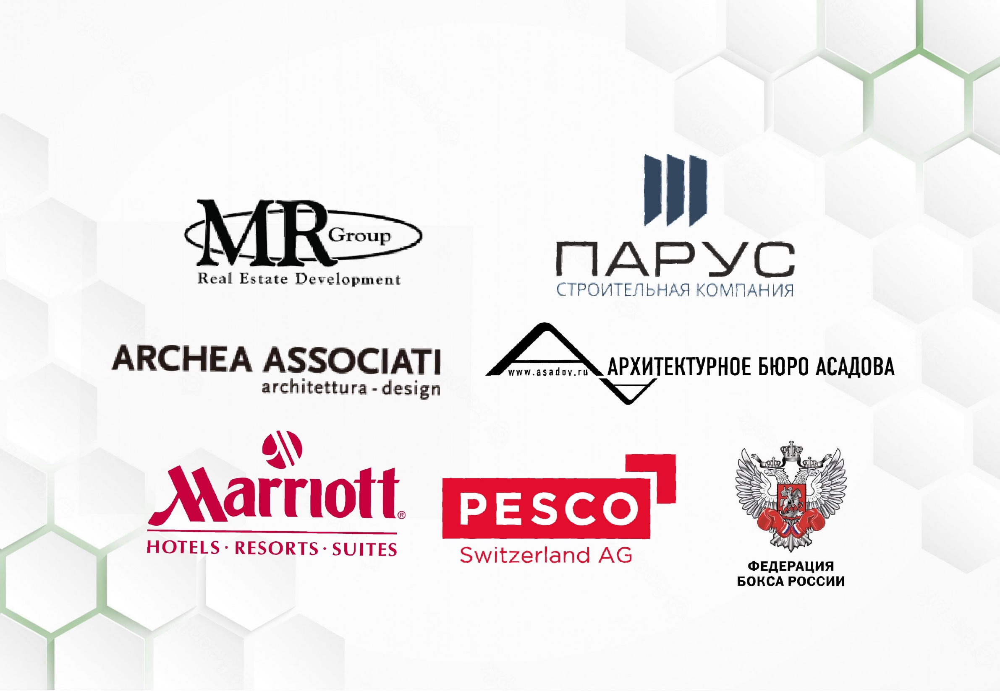 MR Group
Real Estate Development
ПАРУС
СТРОИТЕЛЬНАЯ КОМПАНИЯ
ARCHEA ASSOCIATI
architettura - design
www.asadov.ru
АРХИТЕКТУРНОЕ БЮРО АСАДОВА
Marriott®
HOTELS · RESORTS · SUITES
PESCO
Switzerland AG
ФЕДЕРАЦИЯ
БОКСА РОССИИ